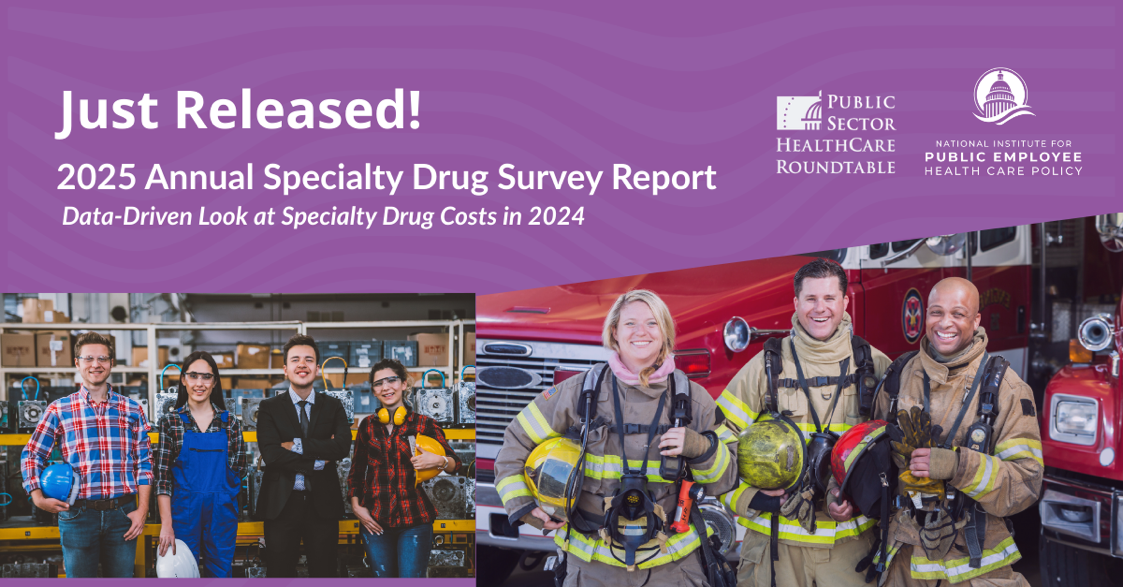 Just Released!
2025 Annual Specialty Drug Survey Report
Data-Driven Look at Specialty Drug Costs in 2024
PUBLIC
SECTOR
HEALTHCARE
ROUNDTABLE
NATIONAL INSTITUTE FOR
PUBLIC EMPLOYEE
HEALTH CARE POLICY